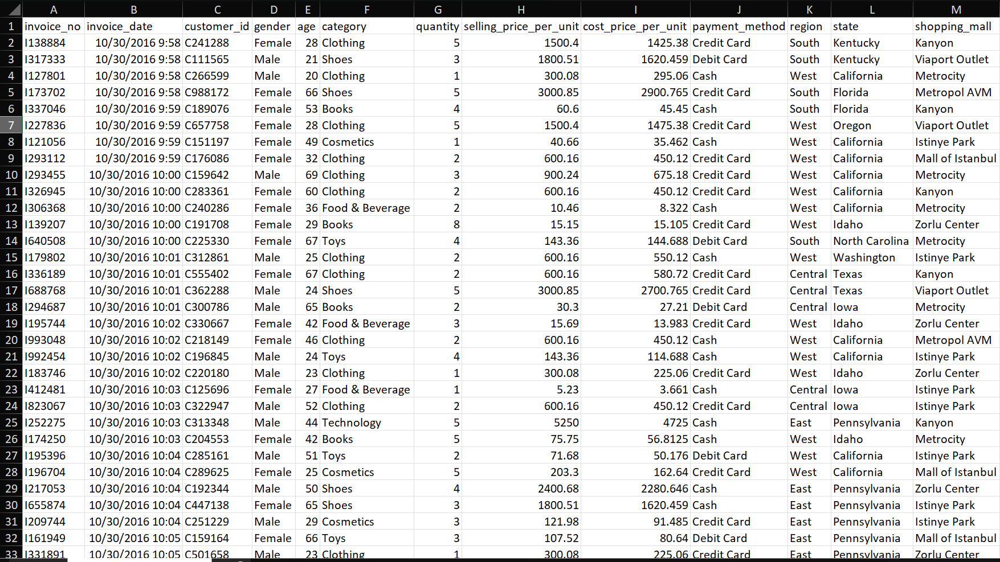 A B C D E F G H I J K L M
1 invoice_no invoice_date customer_id gender age category quantity selling_price_per_unit cost_price_per_unit payment_method region state shopping_mall
2 I138884 10/30/2016 9:58 C241288 Female 28 Clothing 5 1500.4 1425.38 Credit Card South Kentucky Kanyon
3 I317333 10/30/2016 9:58 C111565 Male 21 Shoes 3 1800.51 1620.459 Debit Card South Kentucky Viaport Outlet
4 I127801 10/30/2016 9:58 C266599 Male 20 Clothing 1 300.08 295.06 Cash West California Metrocity
5 I173702 10/30/2016 9:58 C988172 Female 66 Shoes 5 3000.85 2900.765 Credit Card South Florida Metropol AVM
6 I337046 10/30/2016 9:59 C189076 Female 53 Books 4 60.6 45.45 Cash South Florida Kanyon
7 I227836 10/30/2016 9:59 C657758 Female 28 Clothing 5 1500.4 1475.38 Credit Card West Oregon Viaport Outlet
8 I121056 10/30/2016 9:59 C151197 Female 49 Cosmetics 1 40.66 35.462 Cash West California Istinye Park
9 I293112 10/30/2016 9:59 C176086 Female 32 Clothing 2 600.16 450.12 Credit Card West California Mall of Istanbul
10 I293455 10/30/2016 10:00 C159642 Male 69 Clothing 3 900.24 675.18 Credit Card West California Metrocity
11 I326945 10/30/2016 10:00 C283361 Female 60 Clothing 2 600.16 450.12 Credit Card West California Kanyon
12 I306368 10/30/2016 10:00 C240286 Female 36 Food & Beverage 2 10.46 8.322 Cash West California Metrocity
13 I139207 10/30/2016 10:00 C191708 Female 29 Books 8 15.15 15.105 Credit Card West Idaho Zorlu Center
14 I640508 10/30/2016 10:00 C225330 Female 67 Toys 4 143.36 144.688 Debit Card South North Carolina Metrocity
15 I179802 10/30/2016 10:01 C312861 Male 25 Clothing 2 600.16 550.12 Cash West Washington Istinye Park
16 I336189 10/30/2016 10:01 C555402 Female 67 Clothing 2 600.16 580.72 Credit Card Central Texas Kanyon
17 I688768 10/30/2016 10:01 C362288 Male 24 Shoes 5 3000.85 2700.765 Credit Card Central Texas Viaport Outlet
18 I294687 10/30/2016 10:01 C300786 Male 65 Books 2 30.3 27.21 Debit Card Central Iowa Metrocity
19 I195744 10/30/2016 10:02 C330667 Female 42 Food & Beverage 3 15.69 13.983 Credit Card West Idaho Zorlu Center
20 I993048 10/30/2016 10:02 C218149 Female 46 Clothing 2 600.16 450.12 Cash West California Metropol AVM
21 I992454 10/30/2016 10:02 C196845 Male 24 Toys 4 143.36 114.688 Cash West California Istinye Park
22 I183746 10/30/2016 10:02 C220180 Male 23 Clothing 1 300.08 225.06 Credit Card West Idaho Zorlu Center
23 I412481 10/30/2016 10:03 C125696 Female 27 Food & Beverage 1 5.23 3.661 Cash Central Iowa Istinye Park
24 I823067 10/30/2016 10:03 C322947 Male 52 Clothing 2 600.16 450.12 Credit Card Central Iowa Istinye Park
25 I252275 10/30/2016 10:03 C313348 Male 44 Technology 5 5250 4725 Cash East Pennsylvania Kanyon
26 I174250 10/30/2016 10:03 C204553 Female 42 Books 5 75.75 56.8125 Cash West Idaho Metrocity
27 I195396 10/30/2016 10:04 C285161 Male 51 Toys 2 71.68 50.176 Debit Card West California Istinye Park
28 I196704 10/30/2016 10:04 C289625 Female 25 Cosmetics 5 203.3 162.64 Credit Card West California Mall of Istanbul
29 I217053 10/30/2016 10:04 C192344 Male 50 Shoes 4 2400.68 2280.646 Cash East Pennsylvania Zorlu Center
30 I655874 10/30/2016 10:04 C447138 Female 65 Shoes 3 1800.51 1620.459 Cash East Pennsylvania Istinye Park
31 I209744 10/30/2016 10:04 C251229 Male 29 Cosmetics 3 121.98 91.485 Credit Card East Pennsylvania Istinye Park
32 I161949 10/30/2016 10:05 C159164 Female 66 Toys 3 107.52 80.64 Debit Card East Pennsylvania Mall of Istanbul
33 I331891 10/30/2016 10:05 C501658 Male 23 Clothing 1 300.08 225.06 Credit Card East Pennsylvania Zorlu Center